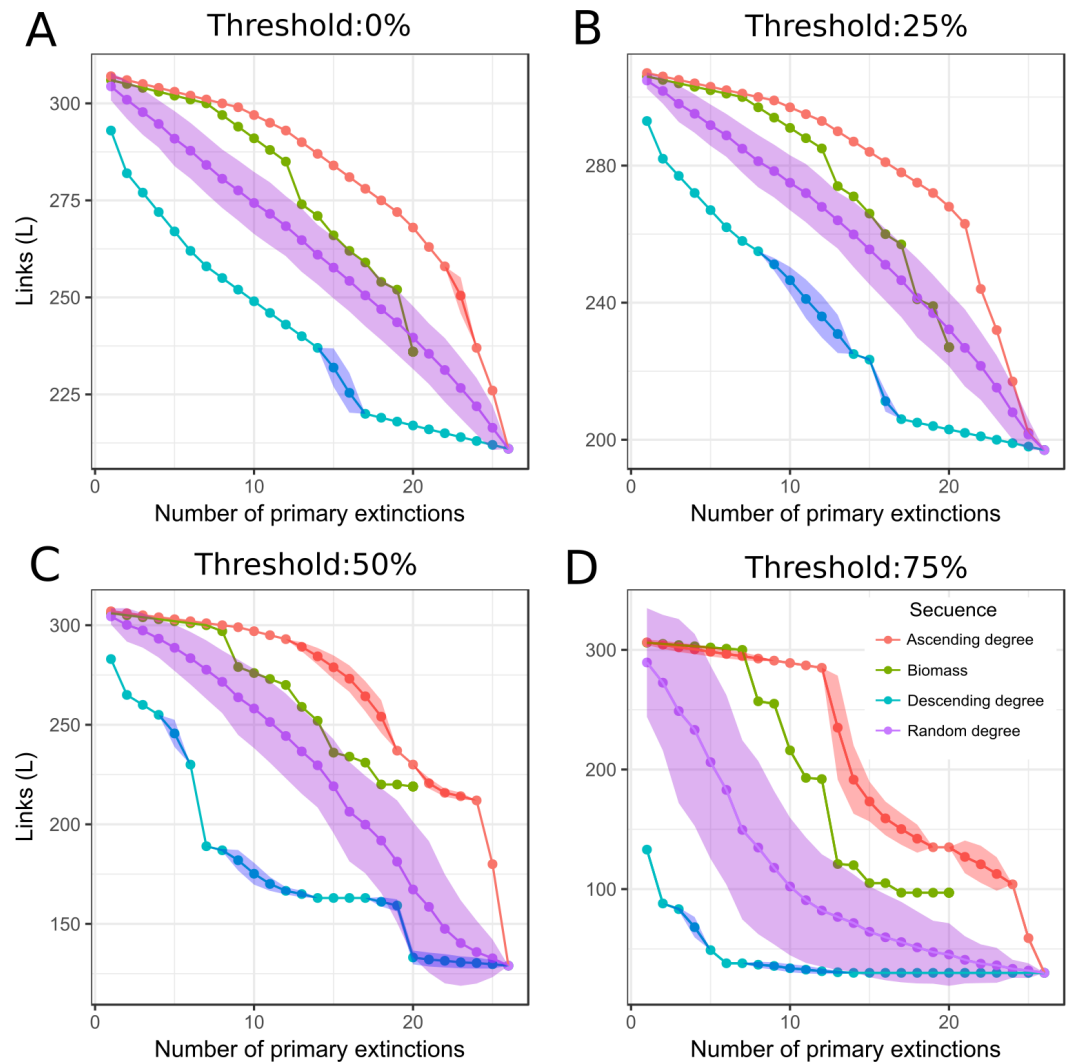 A
Threshold:0%
Links (L)
300
275
250
225
0
10
20
Number of primary extinctions
B
Threshold:25%
280
240
200
0
10
20
Number of primary extinctions
C
Threshold:50%
Links (L)
300
250
200
150
0
10
20
Number of primary extinctions
D
Threshold:75%
300
200
100
0
10
20
Number of primary extinctions
Secuence
Ascending degree
Biomass
Descending degree
Random degree